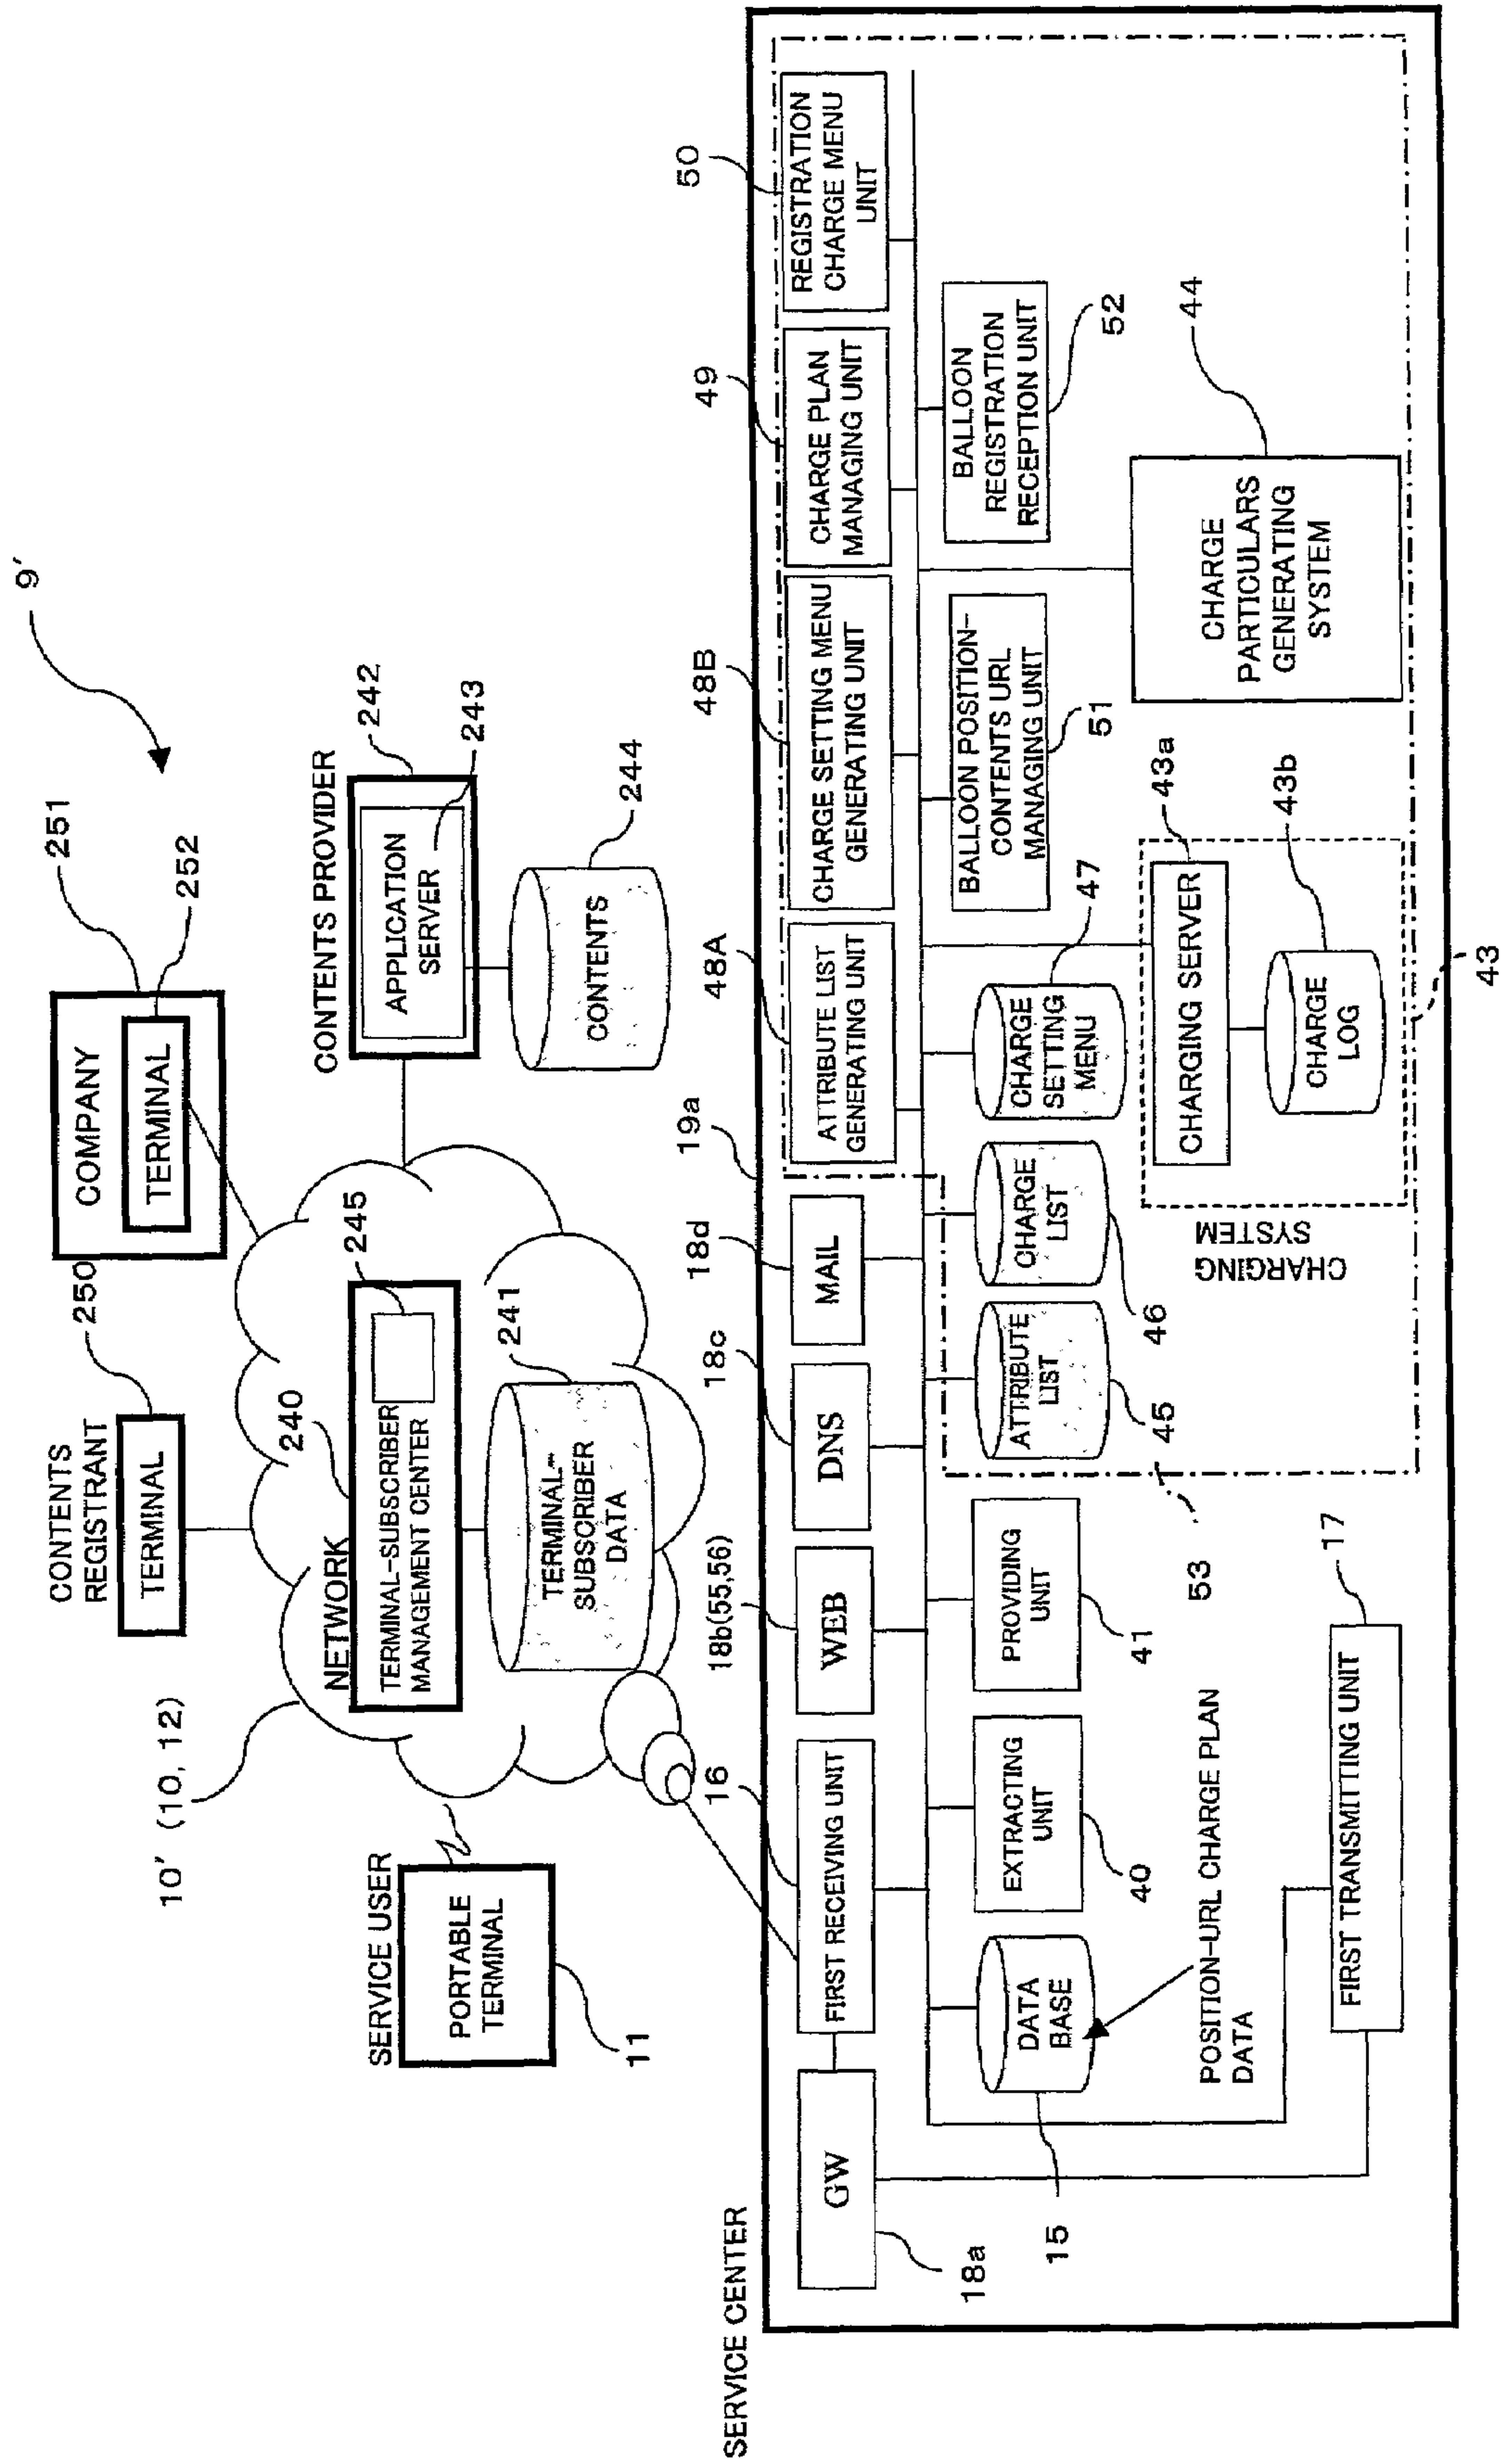 9'
CONTENTS
REGISTRANT
TERMINAL
250
COMPANY
TERMINAL
251
252
10' (10, 12)
NETWORK
240
TERMINAL-SUBSCRIBER
MANAGEMENT CENTER
245
TERMINAL-
SUBSCRIBER
DATA
241
CONTENTS PROVIDER
APPLICATION
SERVER
242
243
CONTENTS
244
SERVICE USER
PORTABLE
TERMINAL
11
SERVICE CENTER
19a
GW
18a
FIRST RECEIVING UNIT
16
WEB
18b(55,56)
DNS
18c
MAIL
18d
ATTRIBUTE LIST
GENERATING UNIT
48A
CHARGE SETTING MENU
GENERATING UNIT
48B
CHARGE PLAN
MANAGING UNIT
49
REGISTRATION
CHARGE MENU
UNIT
50
DATA
BASE
15
POSITION-URL CHARGE PLAN
DATA
EXTRACTING
UNIT
40
PROVIDING
UNIT
41
53
ATTRIBUTE
LIST
45
CHARGE
LIST
46
CHARGE
SETTING
MENU
47
BALLOON POSITION-
CONTENTS URL
MANAGING UNIT
51
BALLOON
REGISTRATION
RECEPTION UNIT
52
FIRST TRANSMITTING UNIT
17
CHARGING
SYSTEM
CHARGING SERVER
43a
CHARGE
LOG
43b
43
CHARGE
PARTICULARS
GENERATING
SYSTEM
44